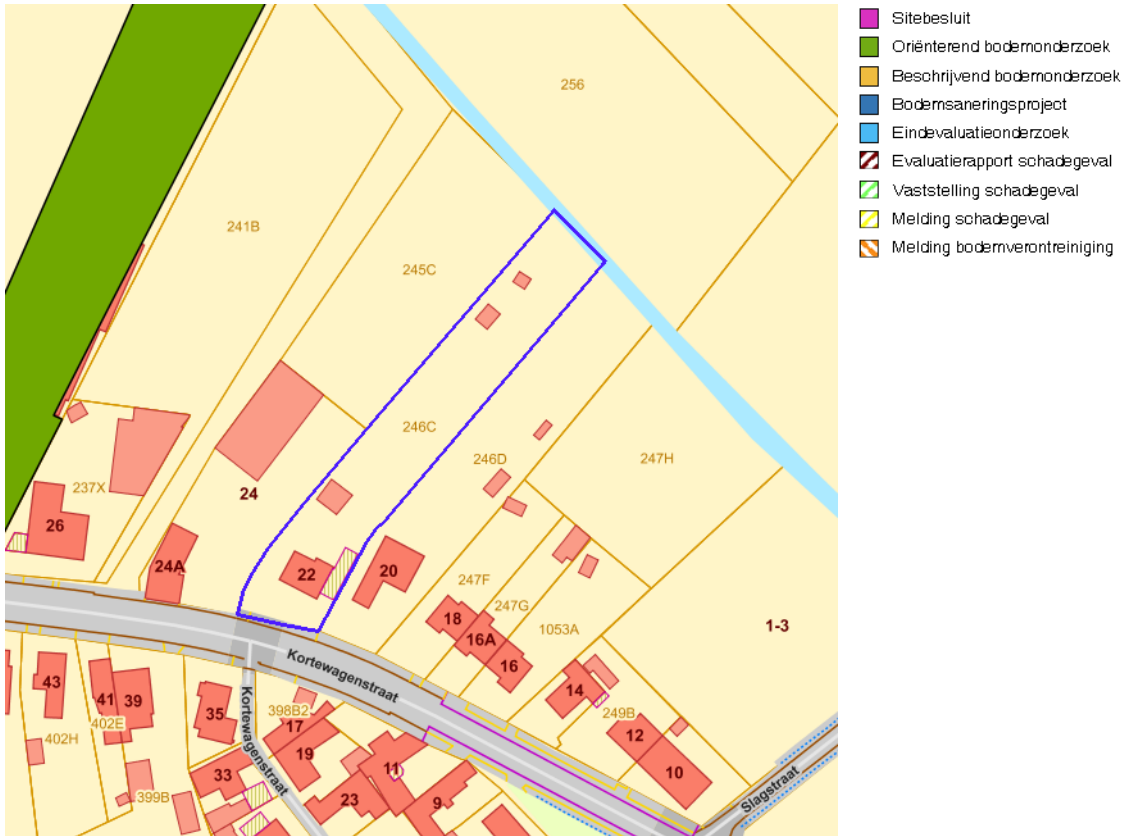 Sitebesluit
Oriënterend bodemonderzoek
Beschrijvend bodemonderzoek
Bodemsaneringsproject
Eindevaluatieonderzoek
Evaluatierapport schadegeval
Vaststelling schadegeval
Melding schadegeval
Melding bodemverontreiniging
256
241B
245C
246C
246D
247H
237X
24
26
24A
22
20
247F
247G
1053A
18
16A
16
1-3
14
249B
12
10
Kortewagenstraat
Kortewagenstraat
Slagstraat
43
41
39
402E
402H
35
398B2
17
19
33
11
23
9
399B